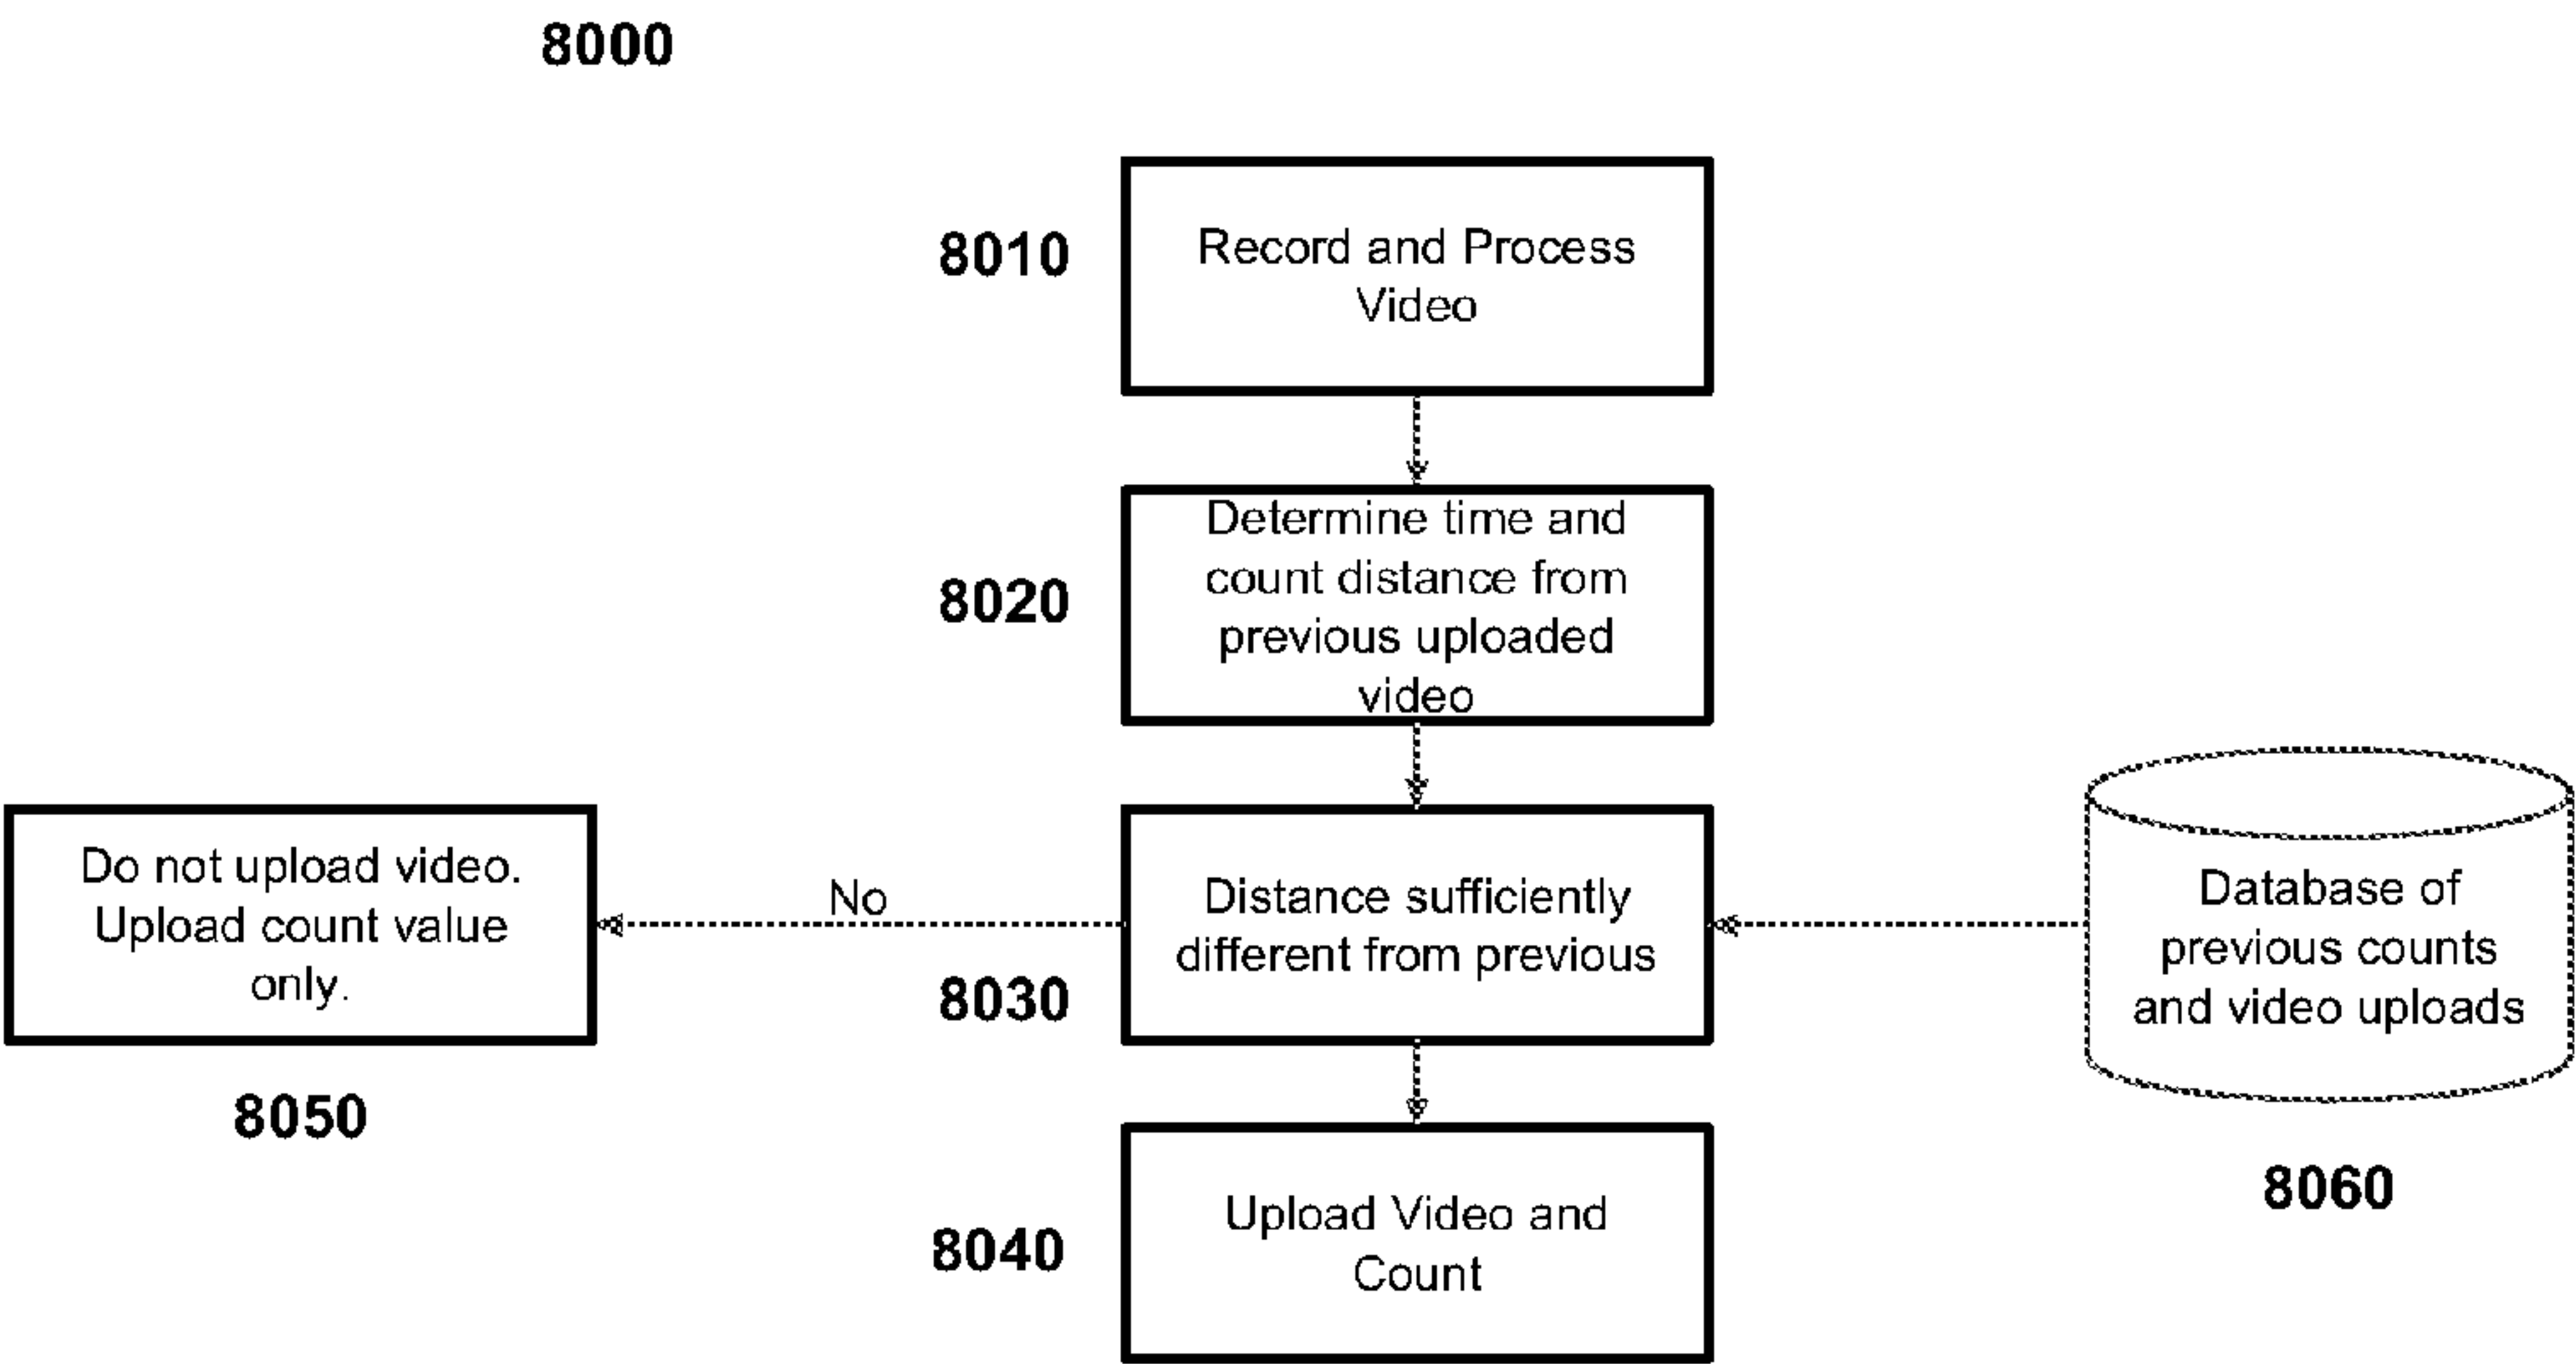 8000
8010
Record and Process
Video
8020
Determine time and
count distance from
previous uploaded
video
Do not upload video.
Upload count value
only.
8050
No
8030
Distance sufficiently
different from previous
Database of
previous counts
and video uploads
8060
8040
Upload Video and
Count